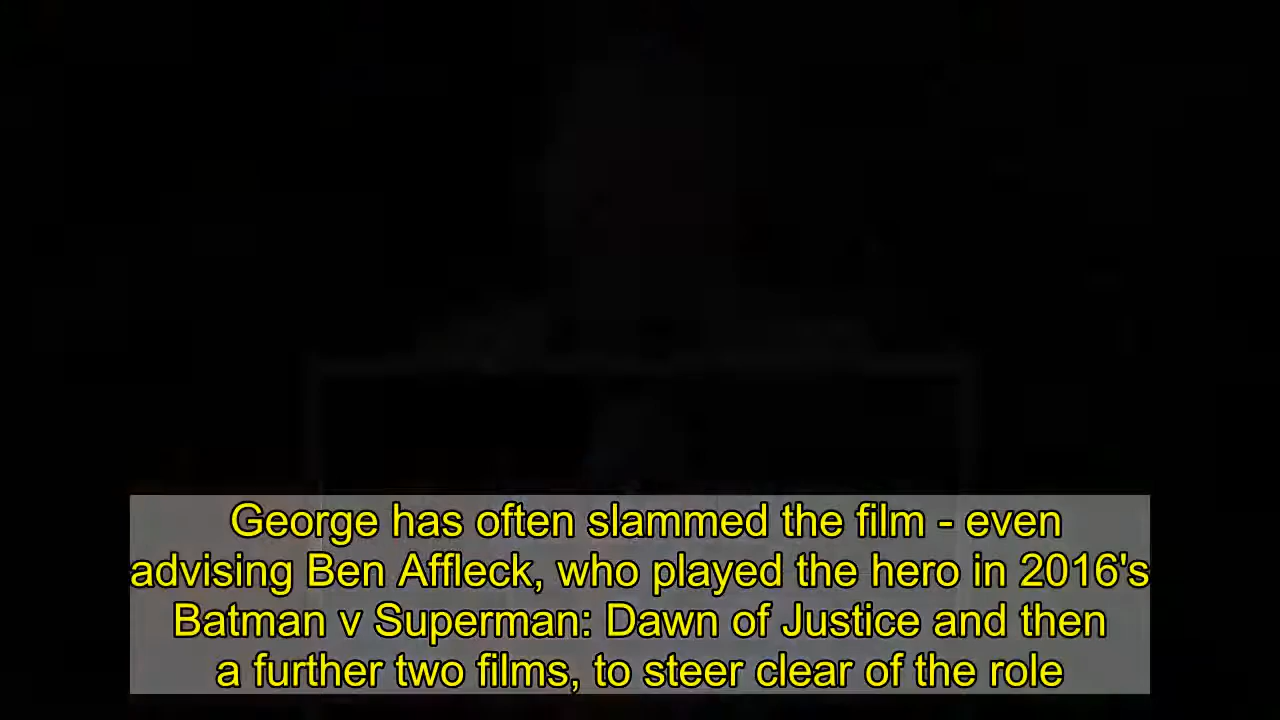 George has often slammed the film - even
advising Ben Affleck, who played the hero in 2016's
Batman v Superman: Dawn of Justice and then
a further two films, to steer clear of the role